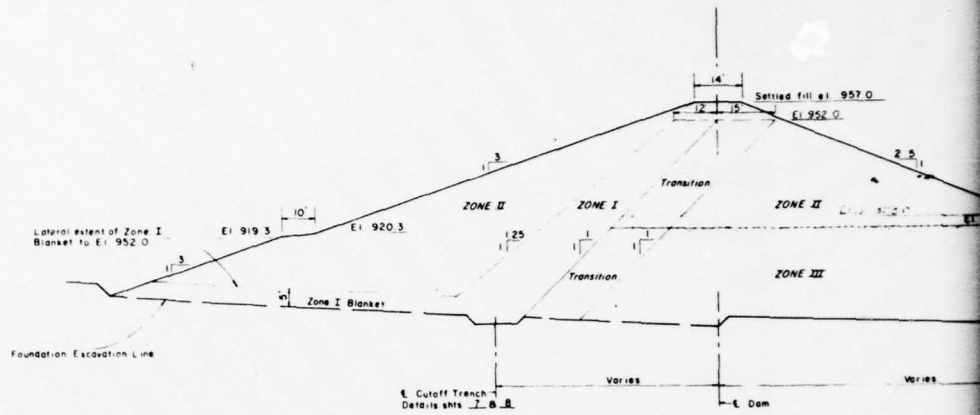 14'
Settled fill el. 957.0
12 15
El 952.0
3
1
2.5
1
Transition
10'
ZONE II
ZONE I
ZONE II
Lateral extent of Zone I
Blanket to El. 952.0
El 919.3
El. 920.3
El.
1.25
1
1
1
1
1
3
1
Transition
ZONE III
5'
Zone I Blanket
Foundation Excavation Line
Varies
Varies
℄ Cutoff Trench
Details shts 7 & 8
℄ Dam